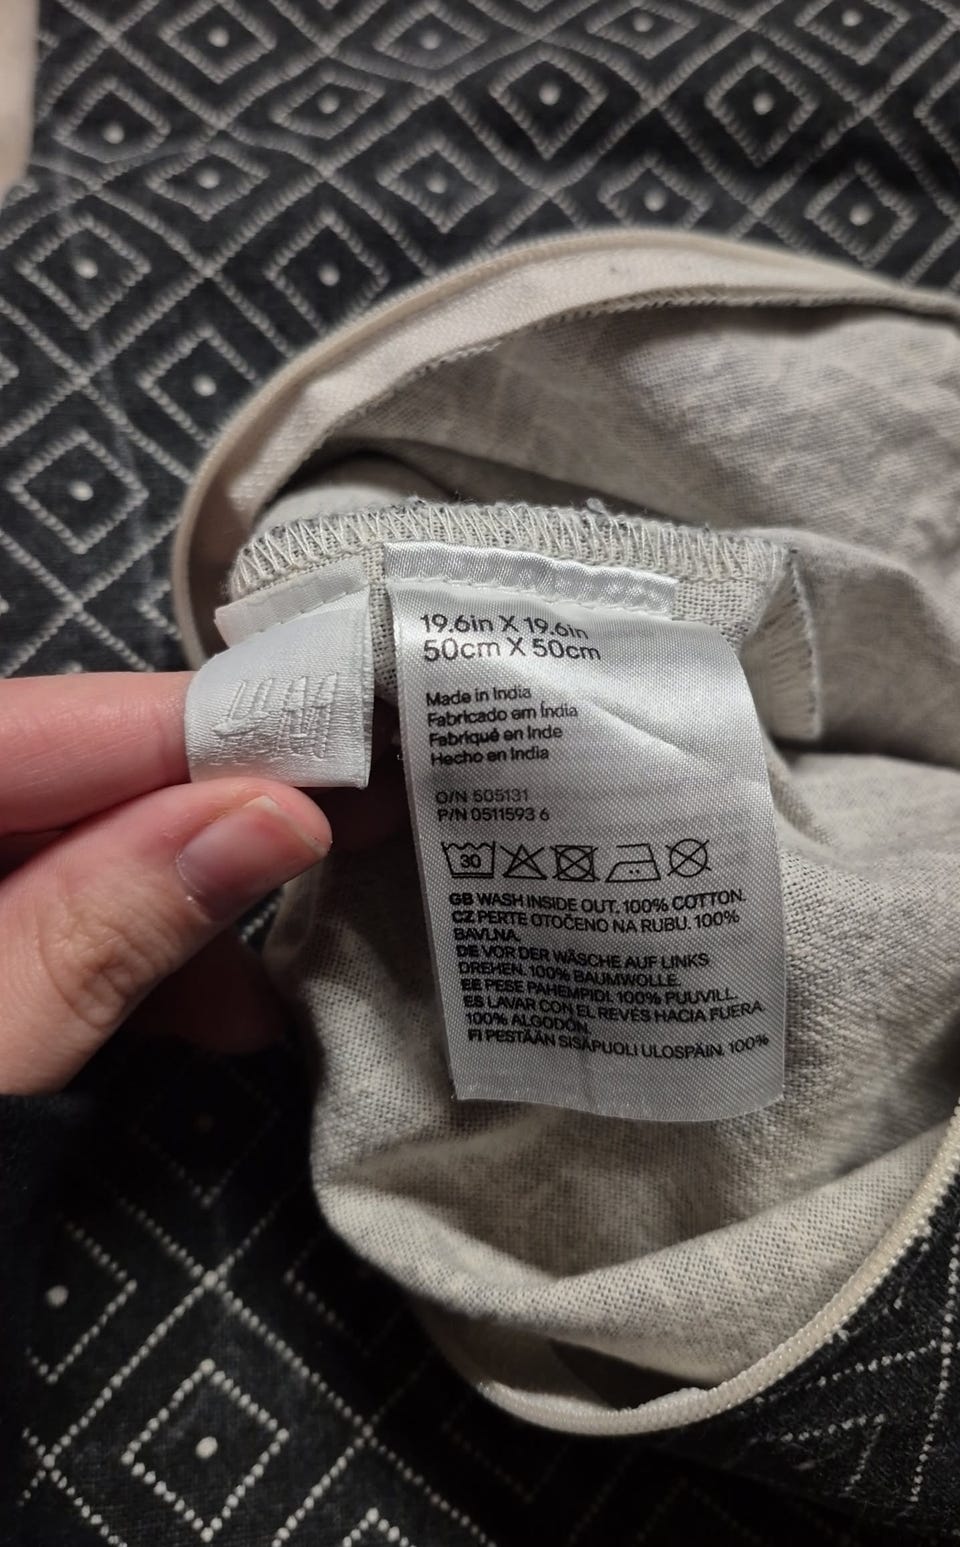 19.6in X 19.6in
50cm X 50cm
Made in India
Fabricado em Índia
Fabriqué en Inde
Hecho en India
O/N 505131
P/N 0511593 6
30
GB WASH INSIDE OUT. 100% COTTON.
CZ PERTE OTOČENO NA RUBU. 100%
BAVLNA.
DE VOR DER WÄSCHE AUF LINKS
DREHEN. 100% BAUMWOLLE.
EE PESE PAHEMPIDI. 100% PUUVILL.
ES LAVAR CON EL REVÉS HACIA FUERA.
100% ALGODÓN.
FI PESTÄÄN SISÄPUOLI ULOSPÄIN. 100%